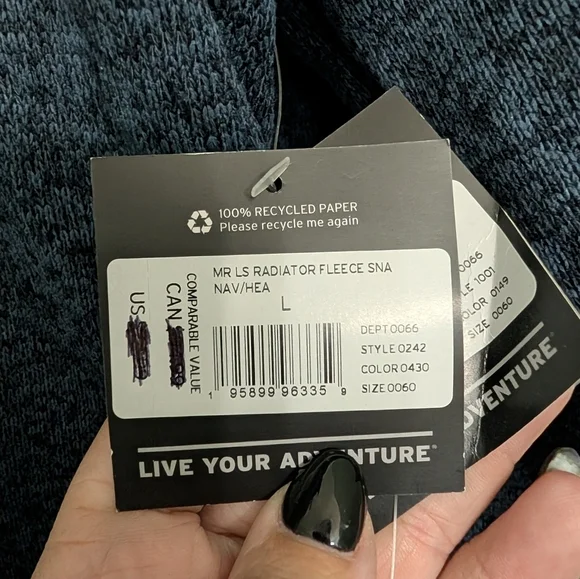 100% RECYCLED PAPER
Please recycle me again
MR LS RADIATOR FLEECE SNA
NAV/HEA
L
COMPARABLE VALUE
CAN
US
DEPT 0066
STYLE 0242
COLOR 0430
SIZE 0060
1 95899 96335 9
LIVE YOUR ADVENTURE®
0066
LE 1001
OLOR 0149
SIZE 0060
DVENTURE®